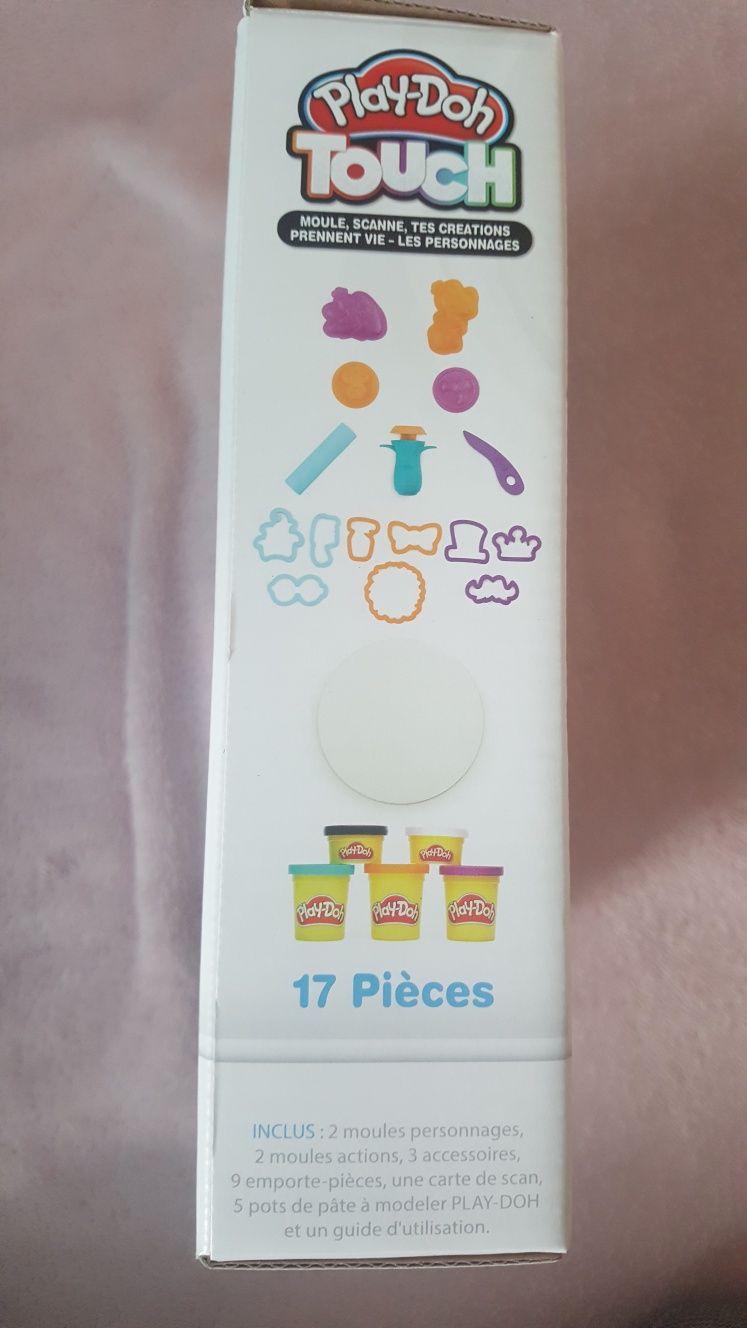 PLAY-DOH
TOUCH
MOULE, SCANNE, TES CREATIONS
PRENNENT VIE - LES PERSONNAGES
PLAY-DOH
PLAY-DOH
PLAY-DOH
PLAY-DOH
PLAY-DOH
17 Pièces
INCLUS : 2 moules personnages,
2 moules actions, 3 accessoires,
9 emporte-pièces, une carte de scan,
5 pots de pâte à modeler PLAY-DOH
et un guide d'utilisation.